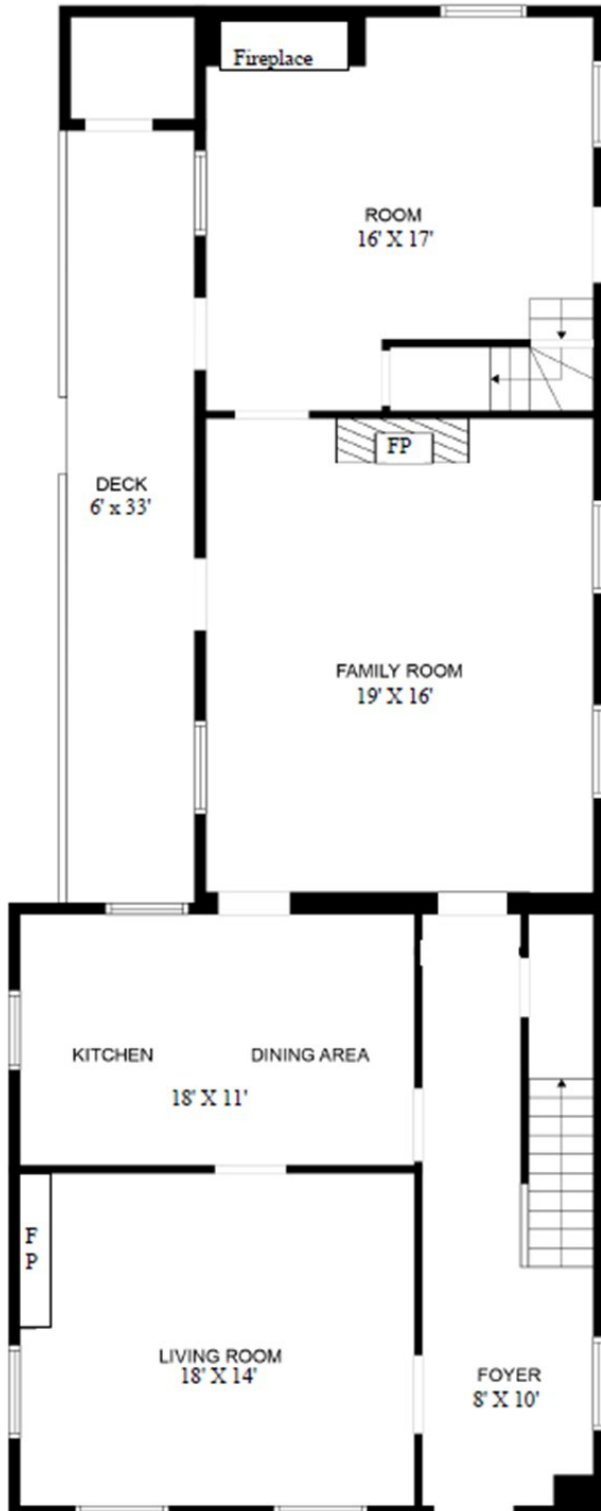 Fireplace
ROOM
16' X 17'
FP
DECK
6' x 33'
FAMILY ROOM
19' X 16'
KITCHEN DINING AREA
18' X 11'
F
P
LIVING ROOM
18' X 14'
FOYER
8' X 10'